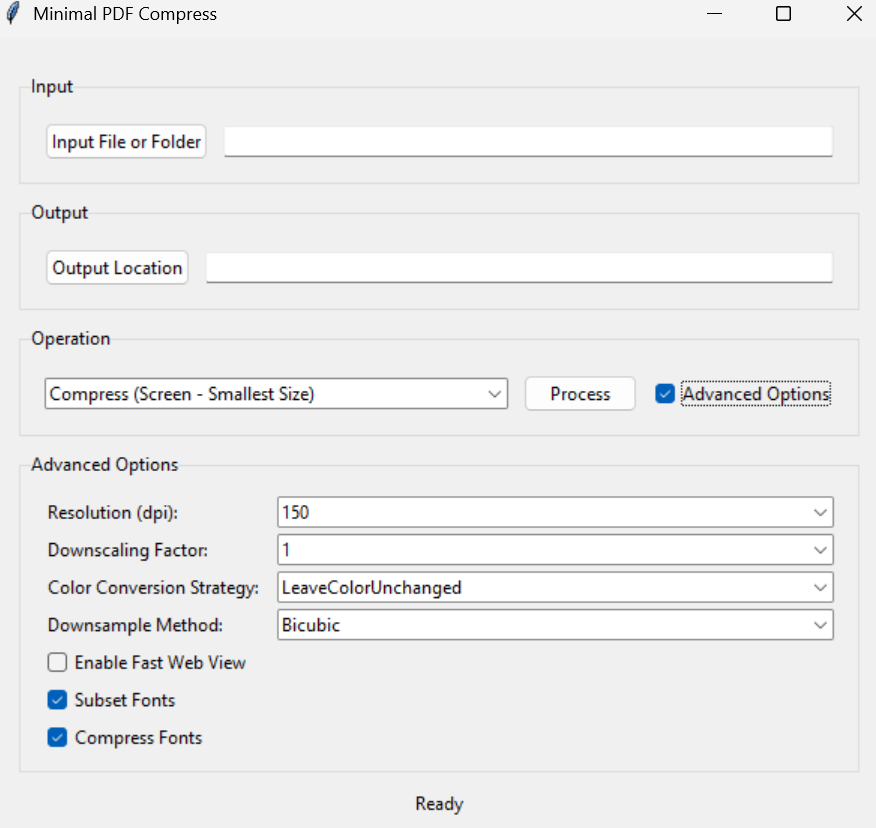 Minimal PDF Compress
Input
Input File or Folder
Output
Output Location
Operation
Compress (Screen - Smallest Size) Process Advanced Options
Advanced Options
Resolution (dpi): 150
Downscaling Factor: 1
Color Conversion Strategy: LeaveColorUnchanged
Downsample Method: Bicubic
Enable Fast Web View
Subset Fonts
Compress Fonts
Ready